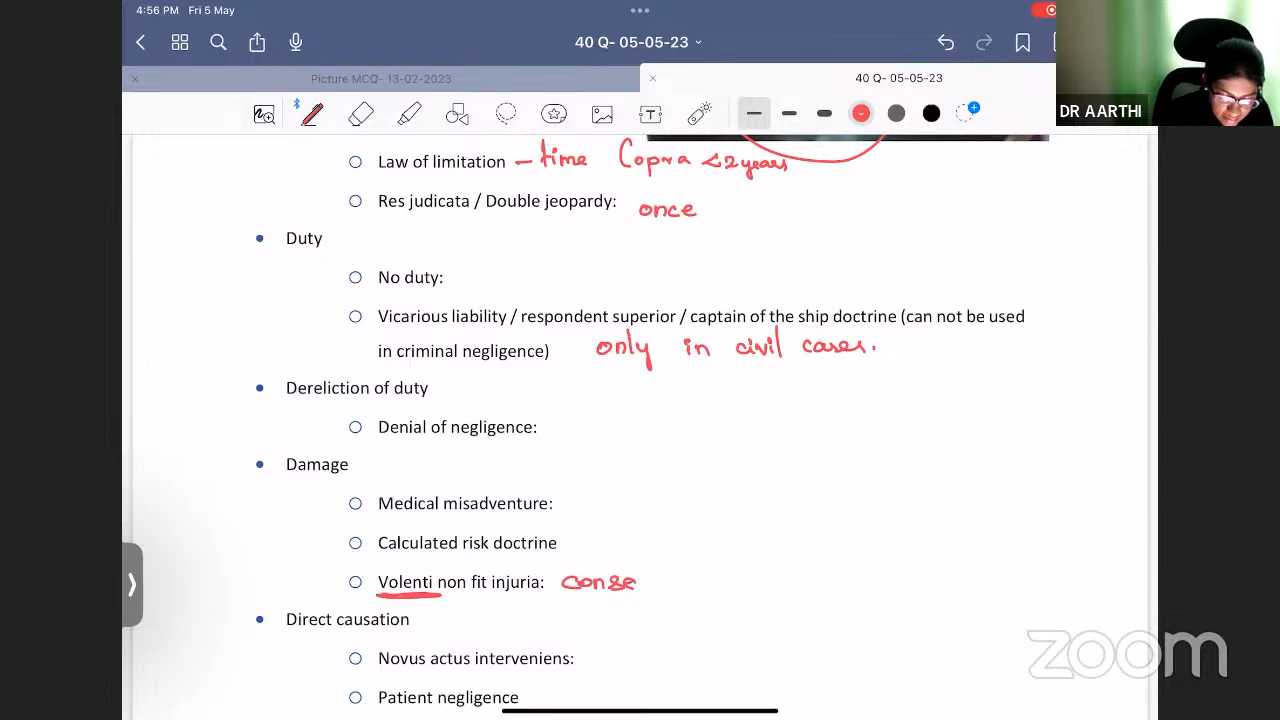 4:56 PM Fri 5 May
40 Q- 05-05-23
Picture MCQ- 13-02-2023
40 Q- 05-05-23
DR AARTHI
Law of limitation – time Copra <2 years
Res judicata / Double jeopardy: once
Duty
No duty:
Vicarious liability / respondent superior / captain of the ship doctrine (can not be used
in criminal negligence) only in civil cases.
Dereliction of duty
Denial of negligence:
Damage
Medical misadventure:
Calculated risk doctrine
Volenti non fit injuria: conse
Direct causation
Novus actus interveniens:
Patient negligence
zoom